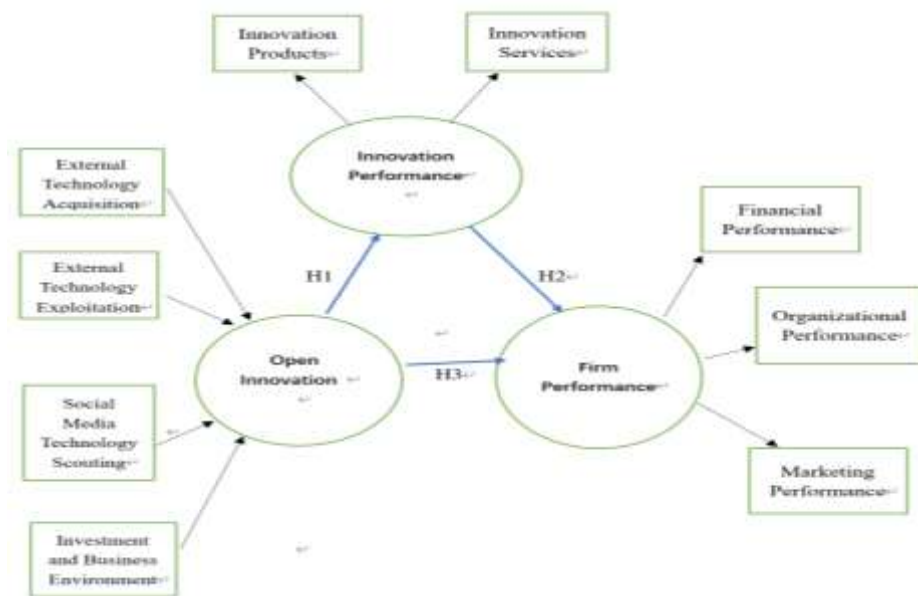 Innovation
Products
Innovation
Services
Innovation
Performance
External
Technology
Acquisition
Financial
Performance
External
Technology
Exploitation
H1
H2
Organizational
Performance
Open
Innovation
H3
Firm
Performance
Social
Media
Technology
Scouting
Marketing
Performance
Investment
and Business
Environment